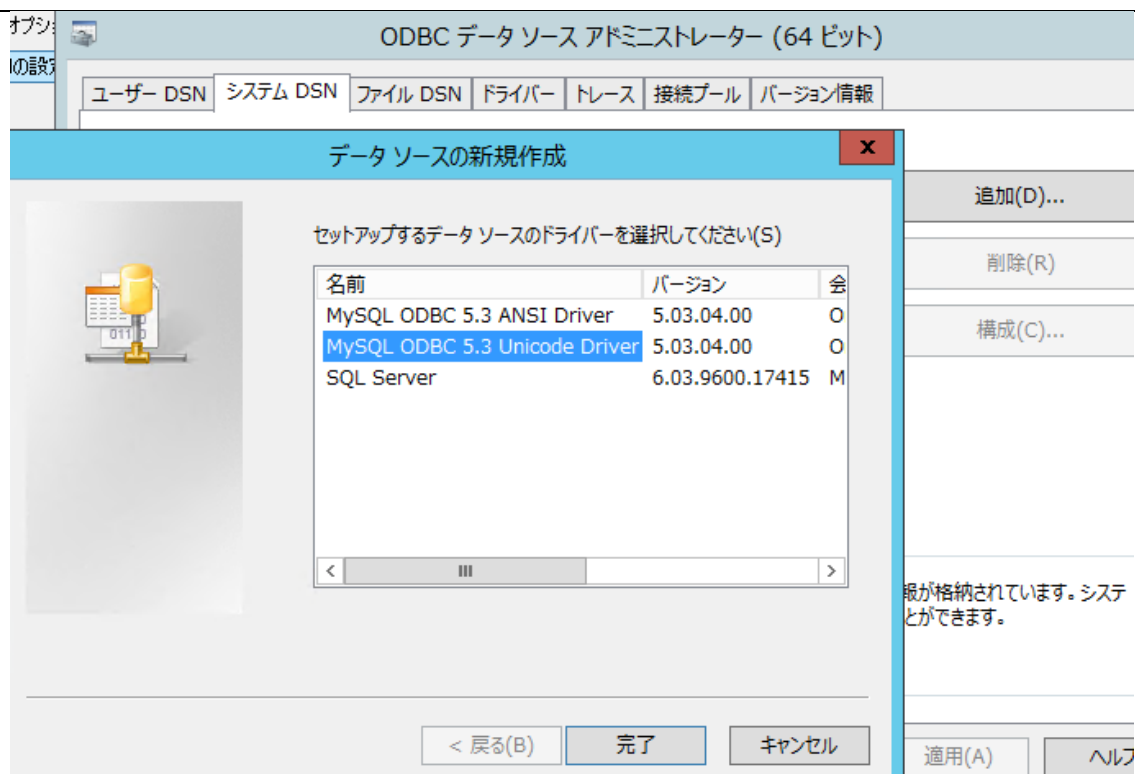 オプシ
ODBC データ ソース アドミニストレーター (64 ビット)
の設定
ユーザー DSN システム DSN ファイル DSN ドライバー トレース 接続プール バージョン情報
データ ソースの新規作成
x
追加(D)...
セットアップするデータ ソースのドライバーを選択してください(S)
削除(R)
名前 バージョン 会
MySQL ODBC 5.3 ANSI Driver 5.03.04.00 O
構成(C)...
MySQL ODBC 5.3 Unicode Driver 5.03.04.00 O
SQL Server 6.03.9600.17415 M
報が格納されています。システ
とができます。
< 戻る(B) 完了 キャンセル
適用(A) ヘルプ